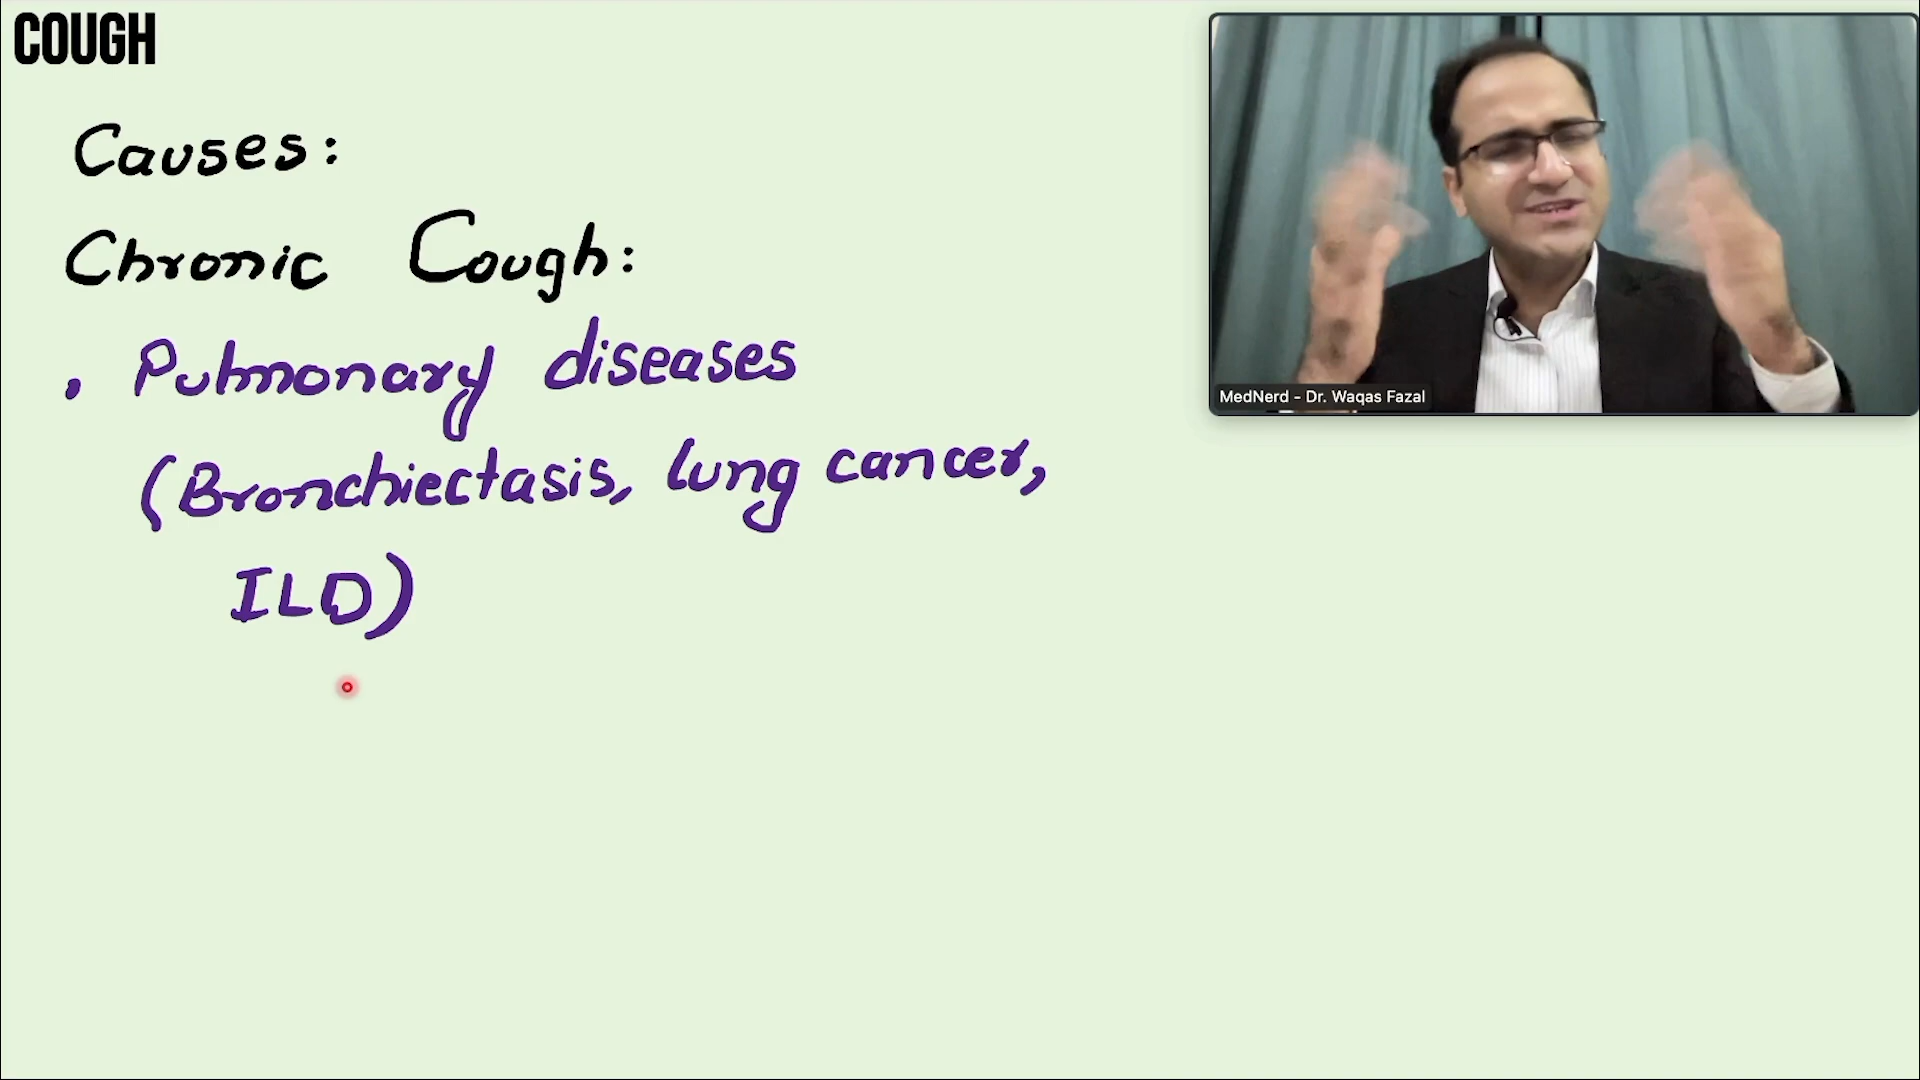 COUGH
Causes:
Chronic Cough:
• Pulmonary diseases
(Bronchiectasis, lung cancer,
ILD)
MedNerd - Dr. Waqas Fazal